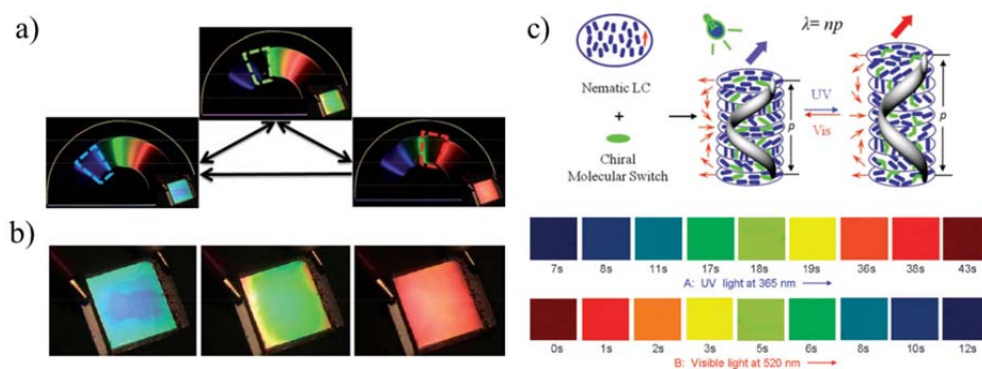 a)
b)
c)
Nematic LC
+
Chiral
Molecular Switch
p
UV
Vis
λ= np
p
7s 8s 11s 17s 18s 19s 36s 38s 43s
A: UV light at 365 nm
0s 1s 2s 3s 5s 6s 8s 10s 12s
B: Visible light at 520 nm